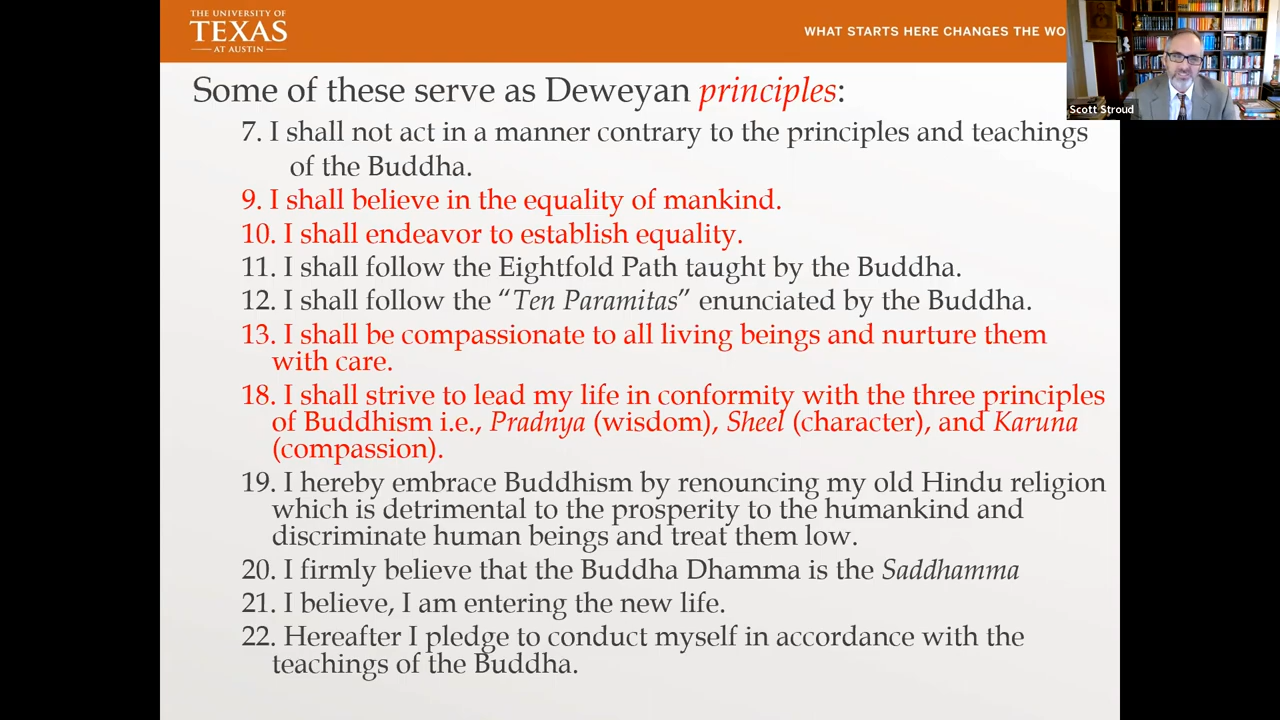 THE UNIVERSITY OF
TEXAS
AT AUSTIN
WHAT STARTS HERE CHANGES THE WO
Scott Stroud
Some of these serve as Deweyan principles:
7. I shall not act in a manner contrary to the principles and teachings
of the Buddha.
9. I shall believe in the equality of mankind.
10. I shall endeavor to establish equality.
11. I shall follow the Eightfold Path taught by the Buddha.
12. I shall follow the “Ten Paramitas” enunciated by the Buddha.
13. I shall be compassionate to all living beings and nurture them
with care.
18. I shall strive to lead my life in conformity with the three principles
of Buddhism i.e., Pradnya (wisdom), Sheel (character), and Karuna
(compassion).
19. I hereby embrace Buddhism by renouncing my old Hindu religion
which is detrimental to the prosperity to the humankind and
discriminate human beings and treat them low.
20. I firmly believe that the Buddha Dhamma is the Saddhamma
21. I believe, I am entering the new life.
22. Hereafter I pledge to conduct myself in accordance with the
teachings of the Buddha.